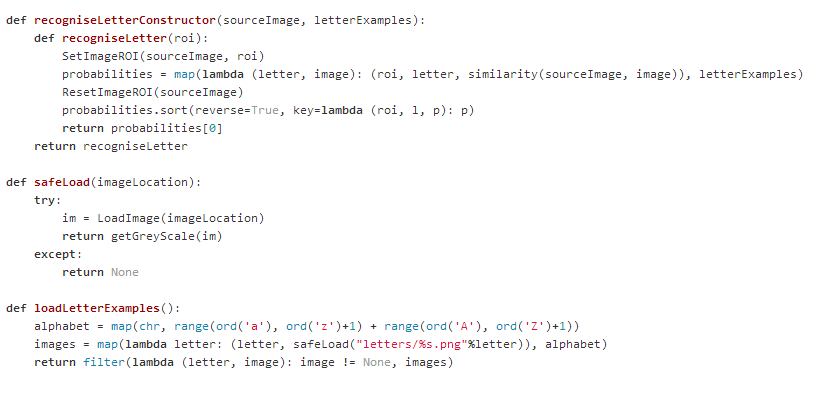 def recogniseLetterConstructor(sourceImage, letterExamples):
    def recogniseLetter(roi):
        SetImageROI(sourceImage, roi)
        probabilities = map(lambda (letter, image): (roi, letter, similarity(sourceImage, image)), letterExamples)
        ResetImageROI(sourceImage)
        probabilities.sort(reverse=True, key=lambda (roi, l, p): p)
        return probabilities[0]
    return recogniseLetter

def safeLoad(imageLocation):
    try:
        im = LoadImage(imageLocation)
        return getGreyScale(im)
    except:
        return None

def loadLetterExamples():
    alphabet = map(chr, range(ord('a'), ord('z')+1) + range(ord('A'), ord('Z')+1))
    images = map(lambda letter: (letter, safeLoad("letters/%s.png"%letter)), alphabet)
    return filter(lambda (letter, image): image != None, images)